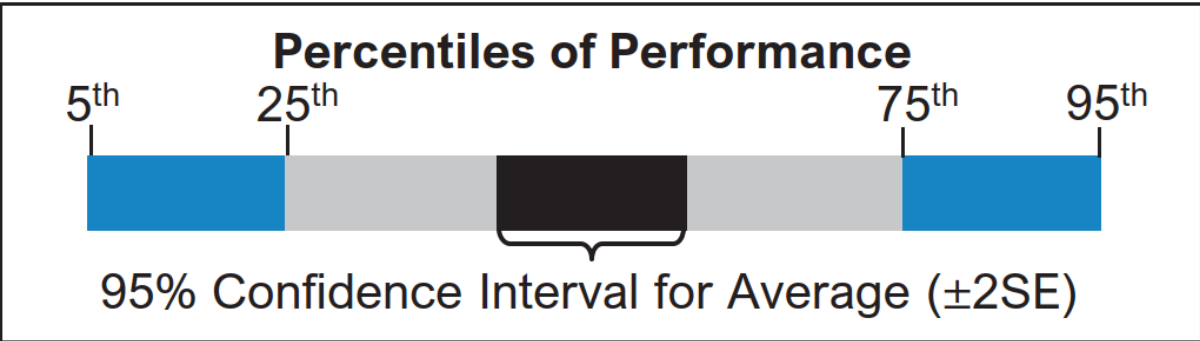 Percentiles of Performance
5th 25th 75th 95th
95% Confidence Interval for Average (±2SE)